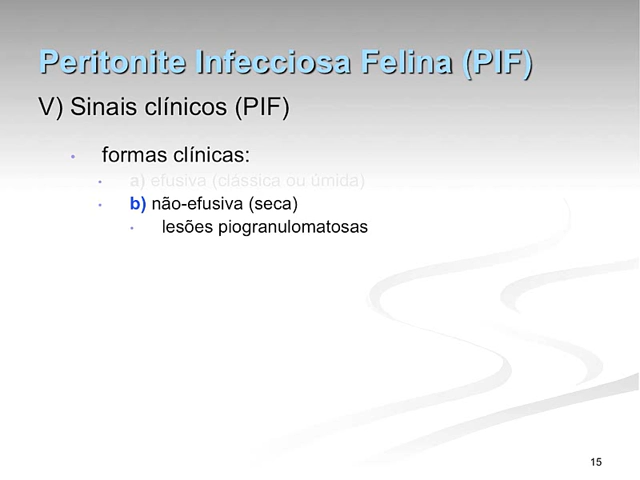 Peritonite Infecciosa Felina (PIF)
V) Sinais clínicos (PIF)
• formas clínicas:
• a) efusiva (clássica ou úmida)
• b) não-efusiva (seca)
• lesões piogranulomatosas
15